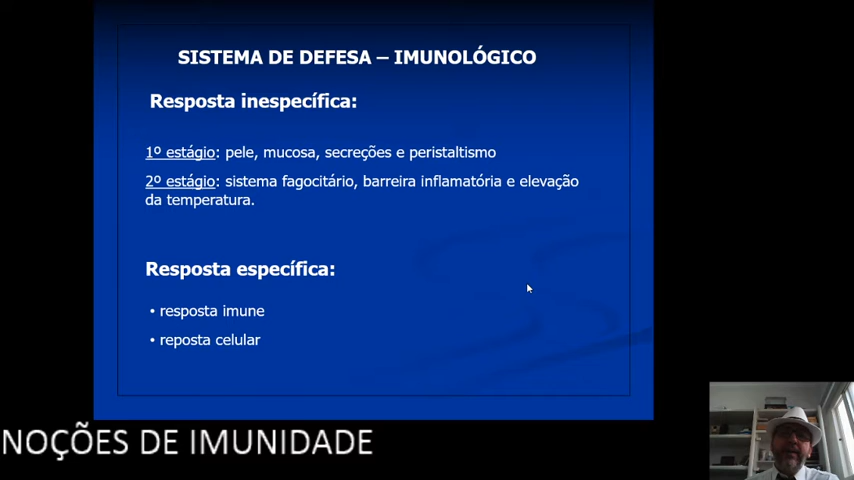 SISTEMA DE DEFESA – IMUNOLÓGICO
Resposta inespecífica:
1º estágio: pele, mucosa, secreções e peristaltismo
2º estágio: sistema fagocitário, barreira inflamatória e elevação
da temperatura.
Resposta específica:
• resposta imune
• reposta celular
NOÇÕES DE IMUNIDADE